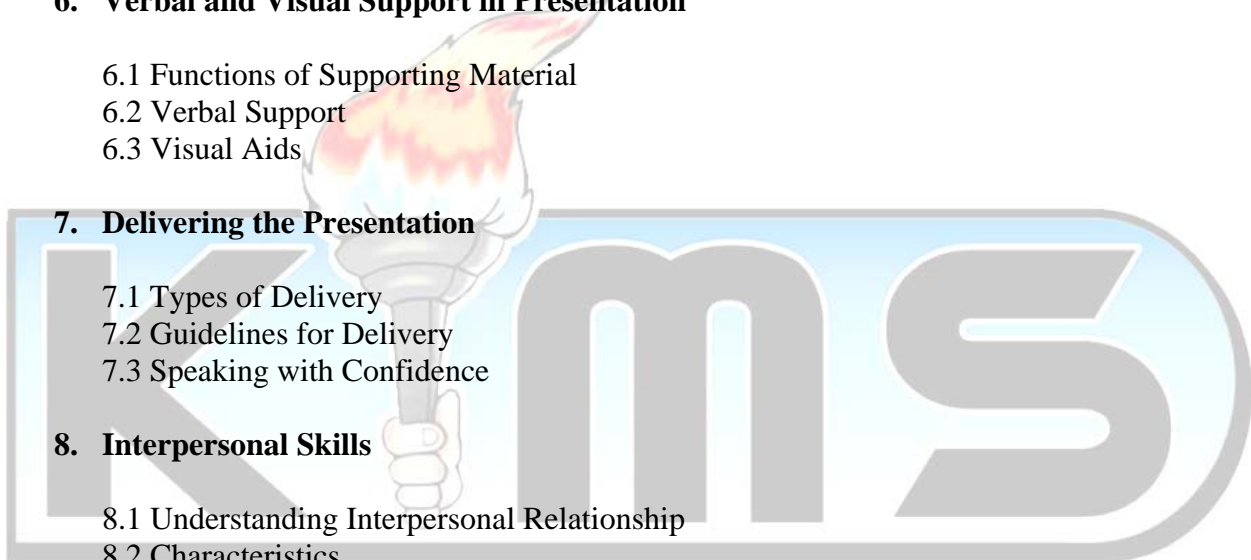 6. Verbal and Visual Support in Presentation
6.1 Functions of Supporting Material
6.2 Verbal Support
6.3 Visual Aids
7. Delivering the Presentation
7.1 Types of Delivery
7.2 Guidelines for Delivery
7.3 Speaking with Confidence
8. Interpersonal Skills
8.1 Understanding Interpersonal Relationship
8.2 Characteristics
KIMS